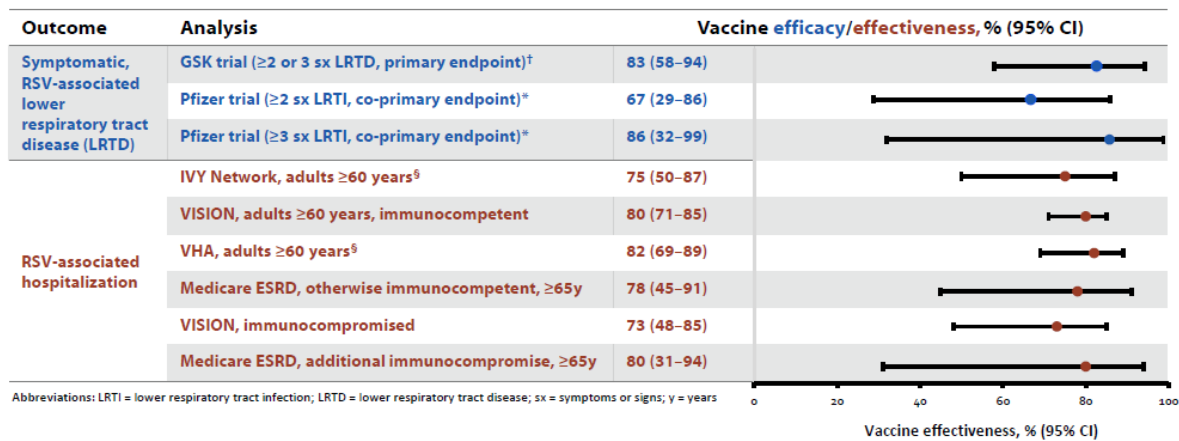 Outcome Analysis Vaccine efficacy/effectiveness, % (95% CI)
Symptomatic,
RSV-associated
lower
respiratory tract
disease (LRTD)
GSK trial (≥2 or 3 sx LRTD, primary endpoint)† 83 (58–94)
Pfizer trial (≥2 sx LRTI, co-primary endpoint)* 67 (29–86)
Pfizer trial (≥3 sx LRTI, co-primary endpoint)* 86 (32–99)
RSV-associated
hospitalization
IVY Network, adults ≥60 years§ 75 (50–87)
VISION, adults ≥60 years, immunocompetent 80 (71–85)
VHA, adults ≥60 years§ 82 (69–89)
Medicare ESRD, otherwise immunocompetent, ≥65y 78 (45–91)
VISION, immunocompromised 73 (48–85)
Medicare ESRD, additional immunocompromise, ≥65y 80 (31–94)
0 20 40 60 80 100
Vaccine effectiveness, % (95% CI)
Abbreviations: LRTI = lower respiratory tract infection; LRTD = lower respiratory tract disease; sx = symptoms or signs; y = years